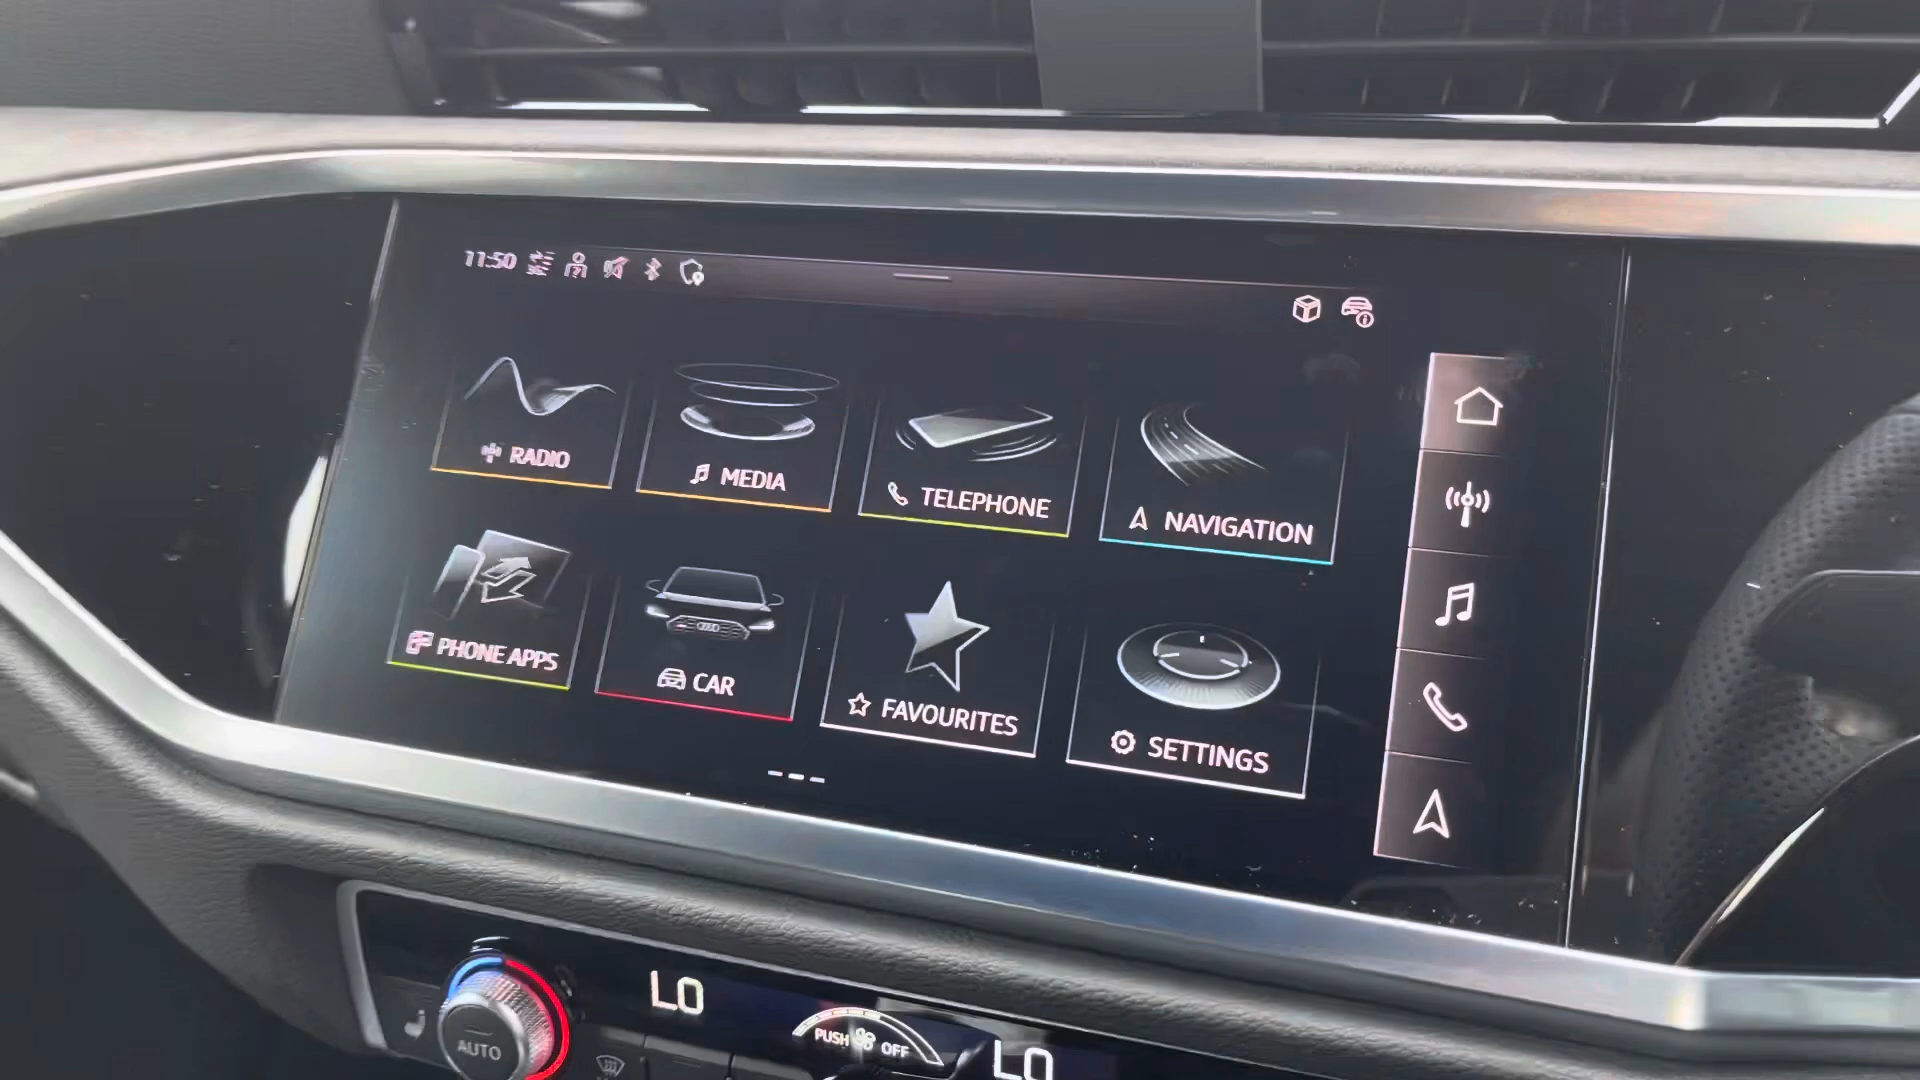 11:50
RADIO
MEDIA
TELEPHONE
NAVIGATION
PHONE APPS
CAR
FAVOURITES
SETTINGS
LO
PUSH OFF
LO
AUTO